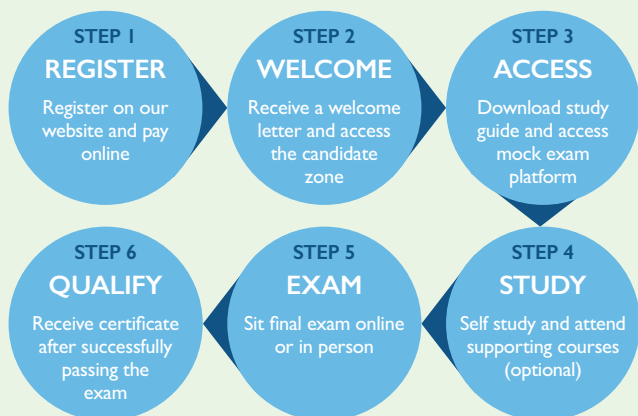 STEP 1
REGISTER
Register on our
website and pay
online
STEP 2
WELCOME
Receive a welcome
letter and access
the candidate
zone
STEP 3
ACCESS
Download study
guide and access
mock exam
platform
STEP 4
STUDY
Self study and attend
supporting courses
(optional)
STEP 5
EXAM
Sit final exam online
or in person
STEP 6
QUALIFY
Receive certificate
after successfully
passing the
exam